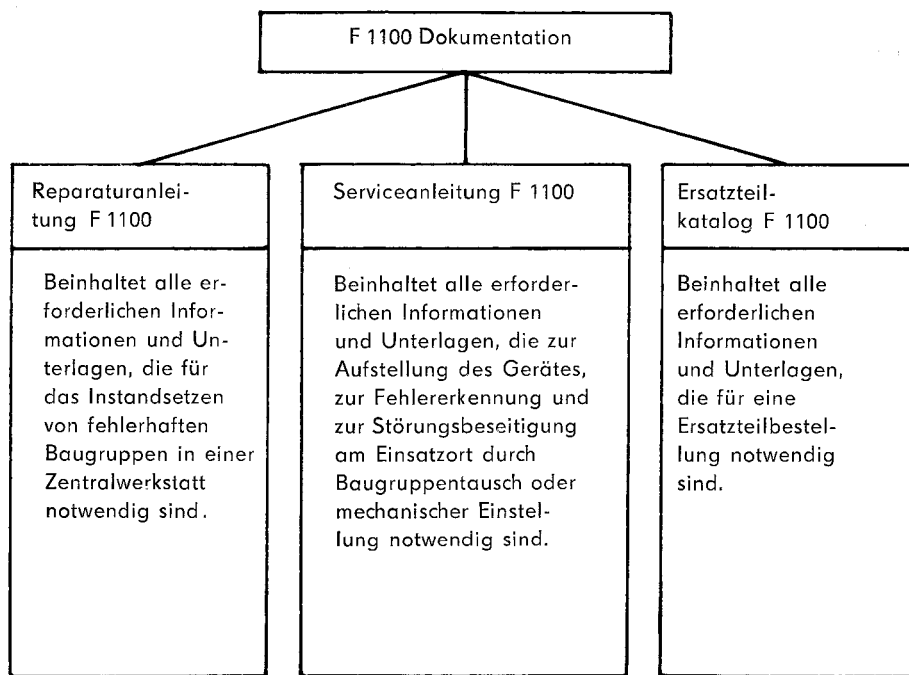 F 1100 Dokumentation
Reparaturanlei-
tung F 1100
Beinhaltet alle er-
forderlichen Infor-
mationen und Un-
terlagen, die für
das Instandsetzen
von fehlerhaften
Baugruppen in einer
Zentralwerkstatt
notwendig sind.
Serviceanleitung F 1100
Beinhaltet alle erforder-
lichen Informationen
und Unterlagen, die zur
Aufstellung des Gerätes,
zur Fehlererkennung und
zur Störungsbeseitigung
am Einsatzort durch
Baugruppentausch oder
mechanischer Einstel-
lung notwendig sind.
Ersatzteil-
katalog F 1100
Beinhaltet alle
erforderlichen
Informationen
und Unterlagen,
die für eine
Ersatzteilbestel-
lung notwendig
sind.